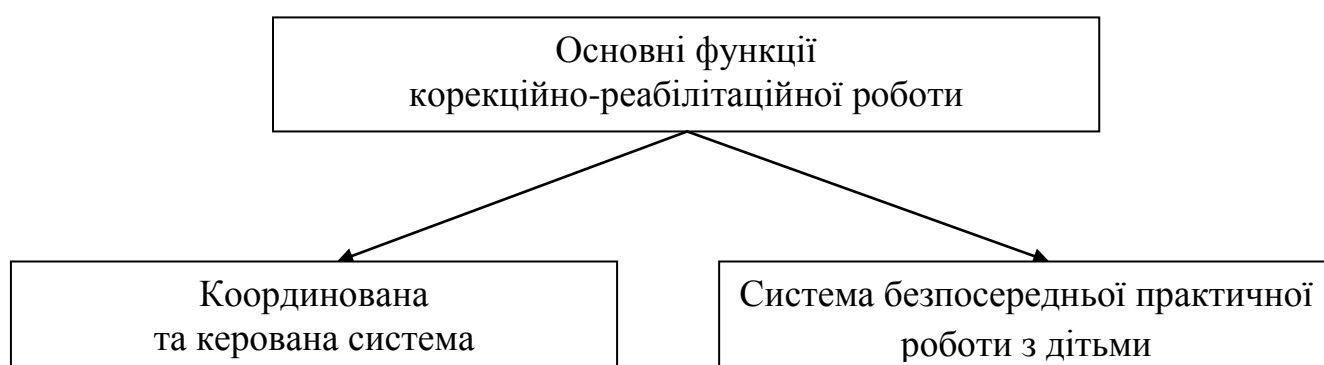 Основні функції
корекційно-реабілітаційної роботи
Координована
та керована система
Система безпосередньої практичної
роботи з дітьми